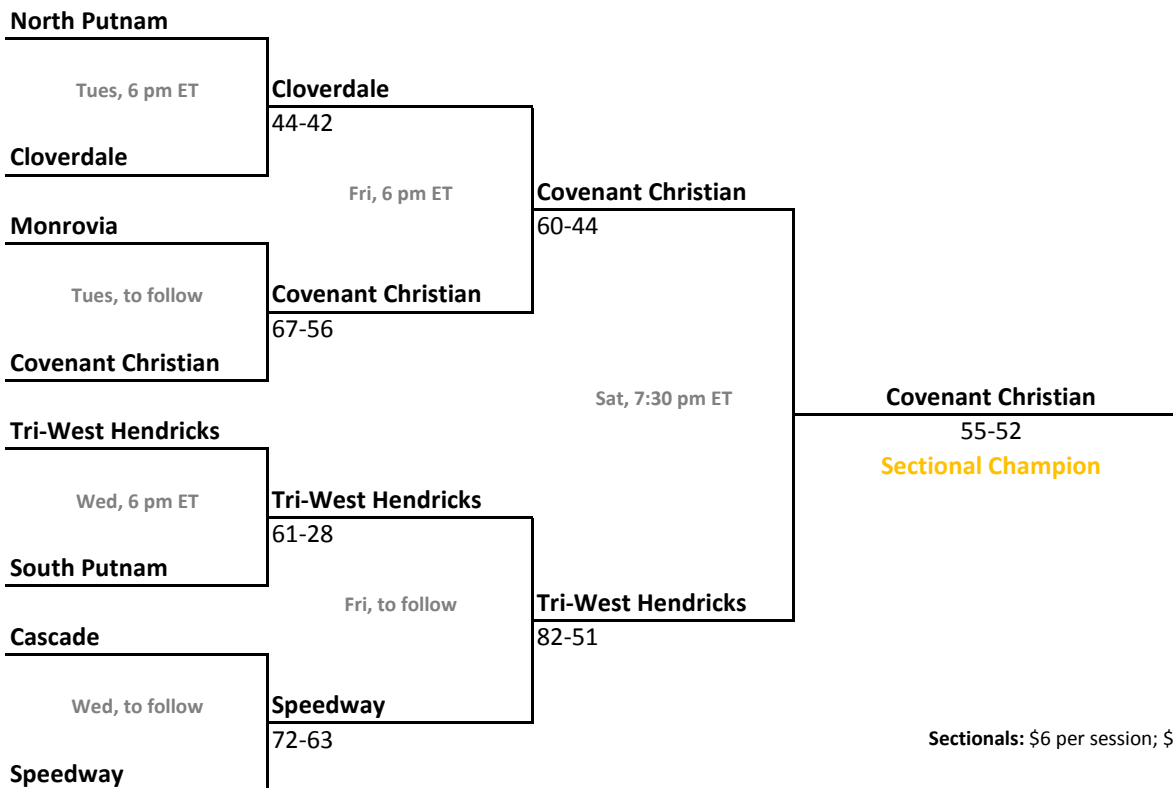 North Putnam
Tues, 6 pm ET
Cloverdale
44-42
Cloverdale
Fri, 6 pm ET
Covenant Christian
60-44
Monrovia
Tues, to follow
Covenant Christian
67-56
Covenant Christian
Sat, 7:30 pm ET
Covenant Christian
55-52
Sectional Champion
Tri-West Hendricks
Wed, 6 pm ET
Tri-West Hendricks
61-28
South Putnam
Fri, to follow
Tri-West Hendricks
82-51
Cascade
Wed, to follow
Speedway
72-63
Speedway
Sectionals: $6 per session; $